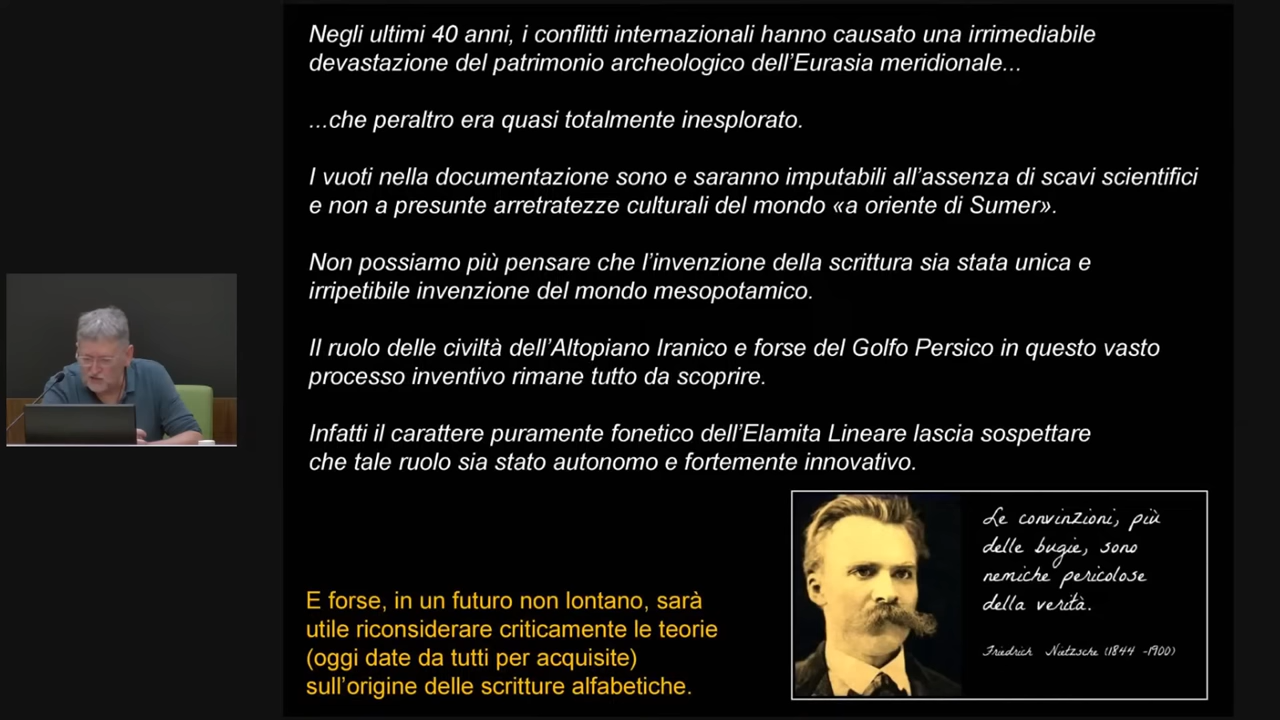 Negli ultimi 40 anni, i conflitti internazionali hanno causato una irrimediabile
devastazione del patrimonio archeologico dell'Eurasia meridionale...
...che peraltro era quasi totalmente inesplorato.
I vuoti nella documentazione sono e saranno imputabili all'assenza di scavi scientifici
e non a presunte arretratezze culturali del mondo «a oriente di Sumer».
Non possiamo più pensare che l'invenzione della scrittura sia stata unica e
irripetibile invenzione del mondo mesopotamico.
Il ruolo delle civiltà dell'Altopiano Iranico e forse del Golfo Persico in questo vasto
processo inventivo rimane tutto da scoprire.
Infatti il carattere puramente fonetico dell'Elamita Lineare lascia sospettare
che tale ruolo sia stato autonomo e fortemente innovativo.
E forse, in un futuro non lontano, sarà
utile riconsiderare criticamente le teorie
(oggi date da tutti per acquisite)
sull'origine delle scritture alfabetiche.
Le convinzioni, più
delle bugie, sono
nemiche pericolose
della verità.
Friedrich Nietzsche (1844 -1900)